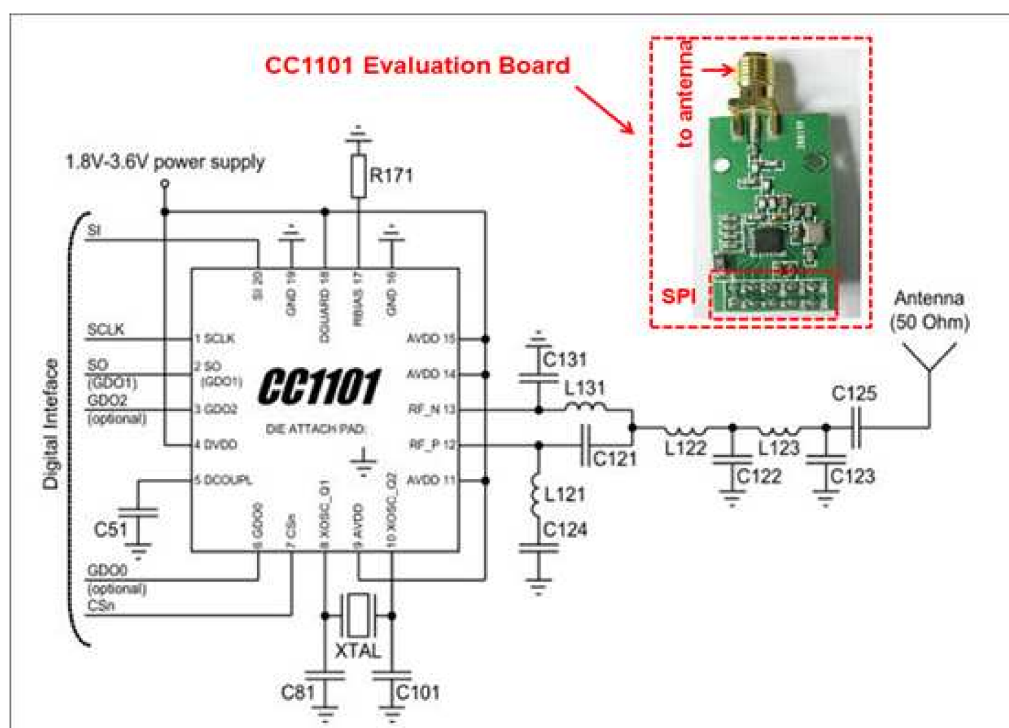 CC1101 Evaluation Board
to antenna
SPI
1.8V-3.6V power supply
R171
SI
SI 20
GND 19
DGUARD 18
RBIAS 17
GND 16
Antenna
(50 Ohm)
Digital Inteface
SCLK
1 SCLK
AVDD 15
C131
SO
(GDO1)
2 SO
(GDO1)
CC1101
AVDD 14
L131
C125
GDO2
(optional)
3 GDO2
RF_N 13
DIE ATTACH PAD:
4 DVDD
RF_P 12
C121
L122
L123
C122
C123
5 DCOUPL
AVDD 11
L121
C51
6 GDO0
7 CSn
8 XOSC_Q1
9 AVDD
10 XOSC_Q2
C124
GDO0
(optional)
CSn
XTAL
C81
C101